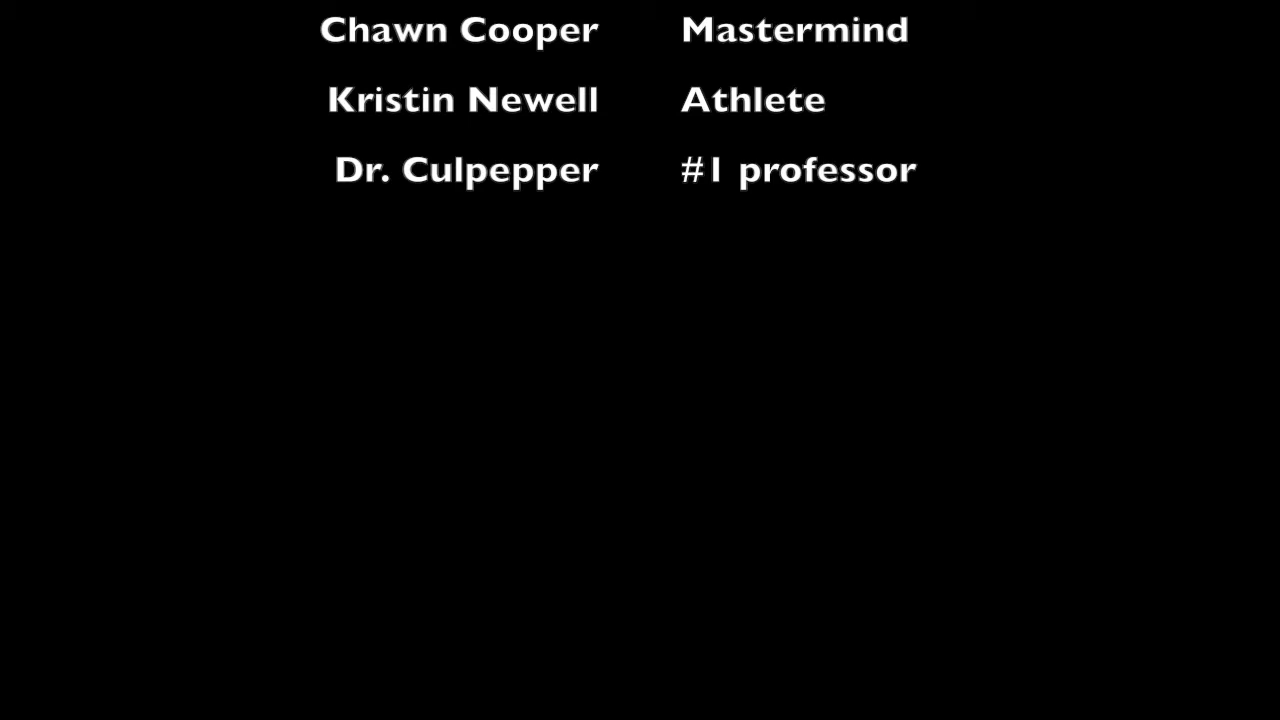 Chawn Cooper Mastermind
Kristin Newell Athlete
Dr. Culpepper #1 professor